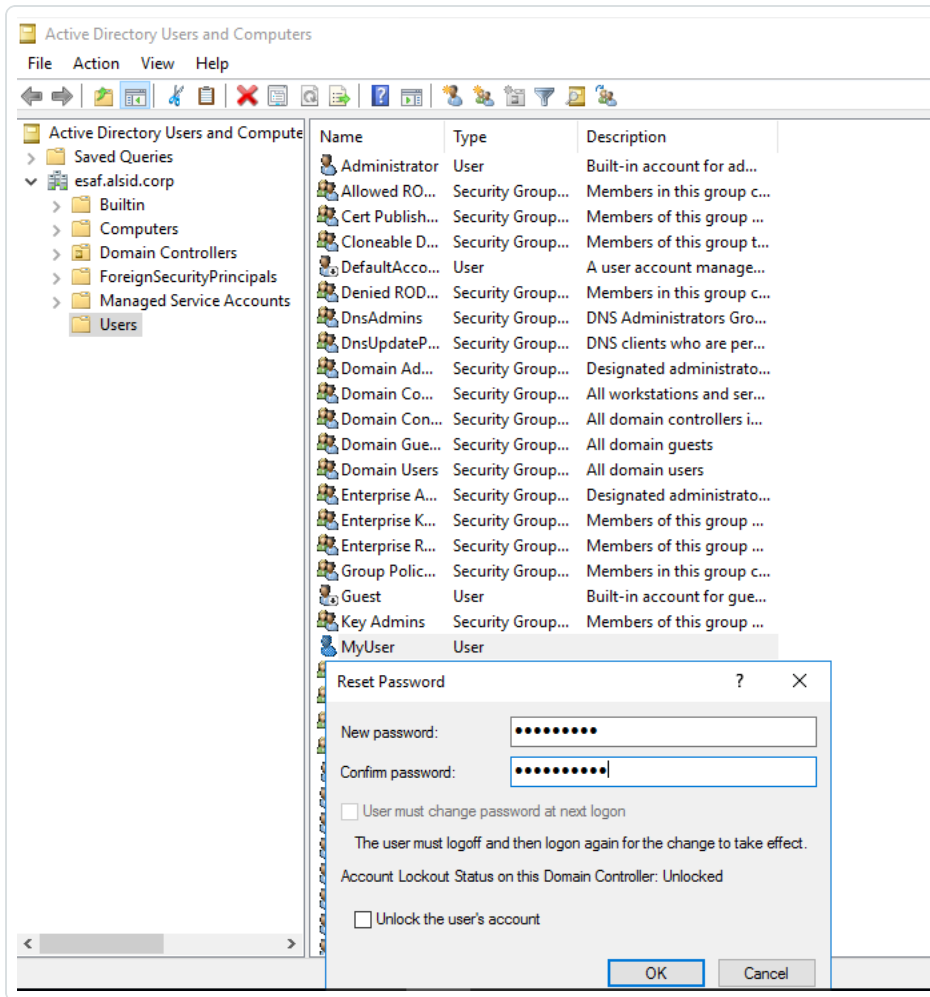 Active Directory Users and Computers
File Action View Help
Active Directory Users and Compute
Saved Queries
esaf.alsid.corp
Builtin
Computers
Domain Controllers
ForeignSecurityPrincipals
Managed Service Accounts
Users
Name Type Description
Administrator User Built-in account for ad...
Allowed RO... Security Group... Members in this group c...
Cert Publish... Security Group... Members of this group ...
Cloneable D... Security Group... Members of this group t...
DefaultAcco... User A user account manage...
Denied ROD... Security Group... Members in this group c...
DnsAdmins Security Group... DNS Administrators Gro...
DnsUpdateP... Security Group... DNS clients who are per...
Domain Ad... Security Group... Designated administrato...
Domain Co... Security Group... All workstations and ser...
Domain Con... Security Group... All domain controllers i...
Domain Gue... Security Group... All domain guests
Domain Users Security Group... All domain users
Enterprise A... Security Group... Designated administrato...
Enterprise K... Security Group... Members of this group ...
Enterprise R... Security Group... Members of this group ...
Group Polic... Security Group... Members in this group c...
Guest User Built-in account for gue...
Key Admins Security Group... Members of this group ...
MyUser User
Reset Password ?
New password: •••••••••
Confirm password: ••••••••••
User must change password at next logon
The user must logoff and then logon again for the change to take effect.
Account Lockout Status on this Domain Controller: Unlocked
Unlock the user's account
OK Cancel